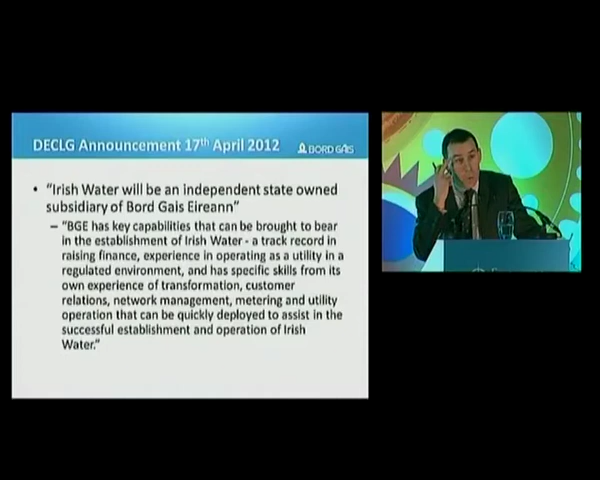 DECLG Announcement 17th April 2012
BORD GÁIS
• "Irish Water will be an independent state owned
subsidiary of Bord Gais Eireann"
– "BGE has key capabilities that can be brought to bear
in the establishment of Irish Water - a track record in
raising finance, experience in operating as a utility in a
regulated environment, and has specific skills from its
own experience of transformation, customer
relations, network management, metering and utility
operation that can be quickly deployed to assist in the
successful establishment and operation of Irish
Water."